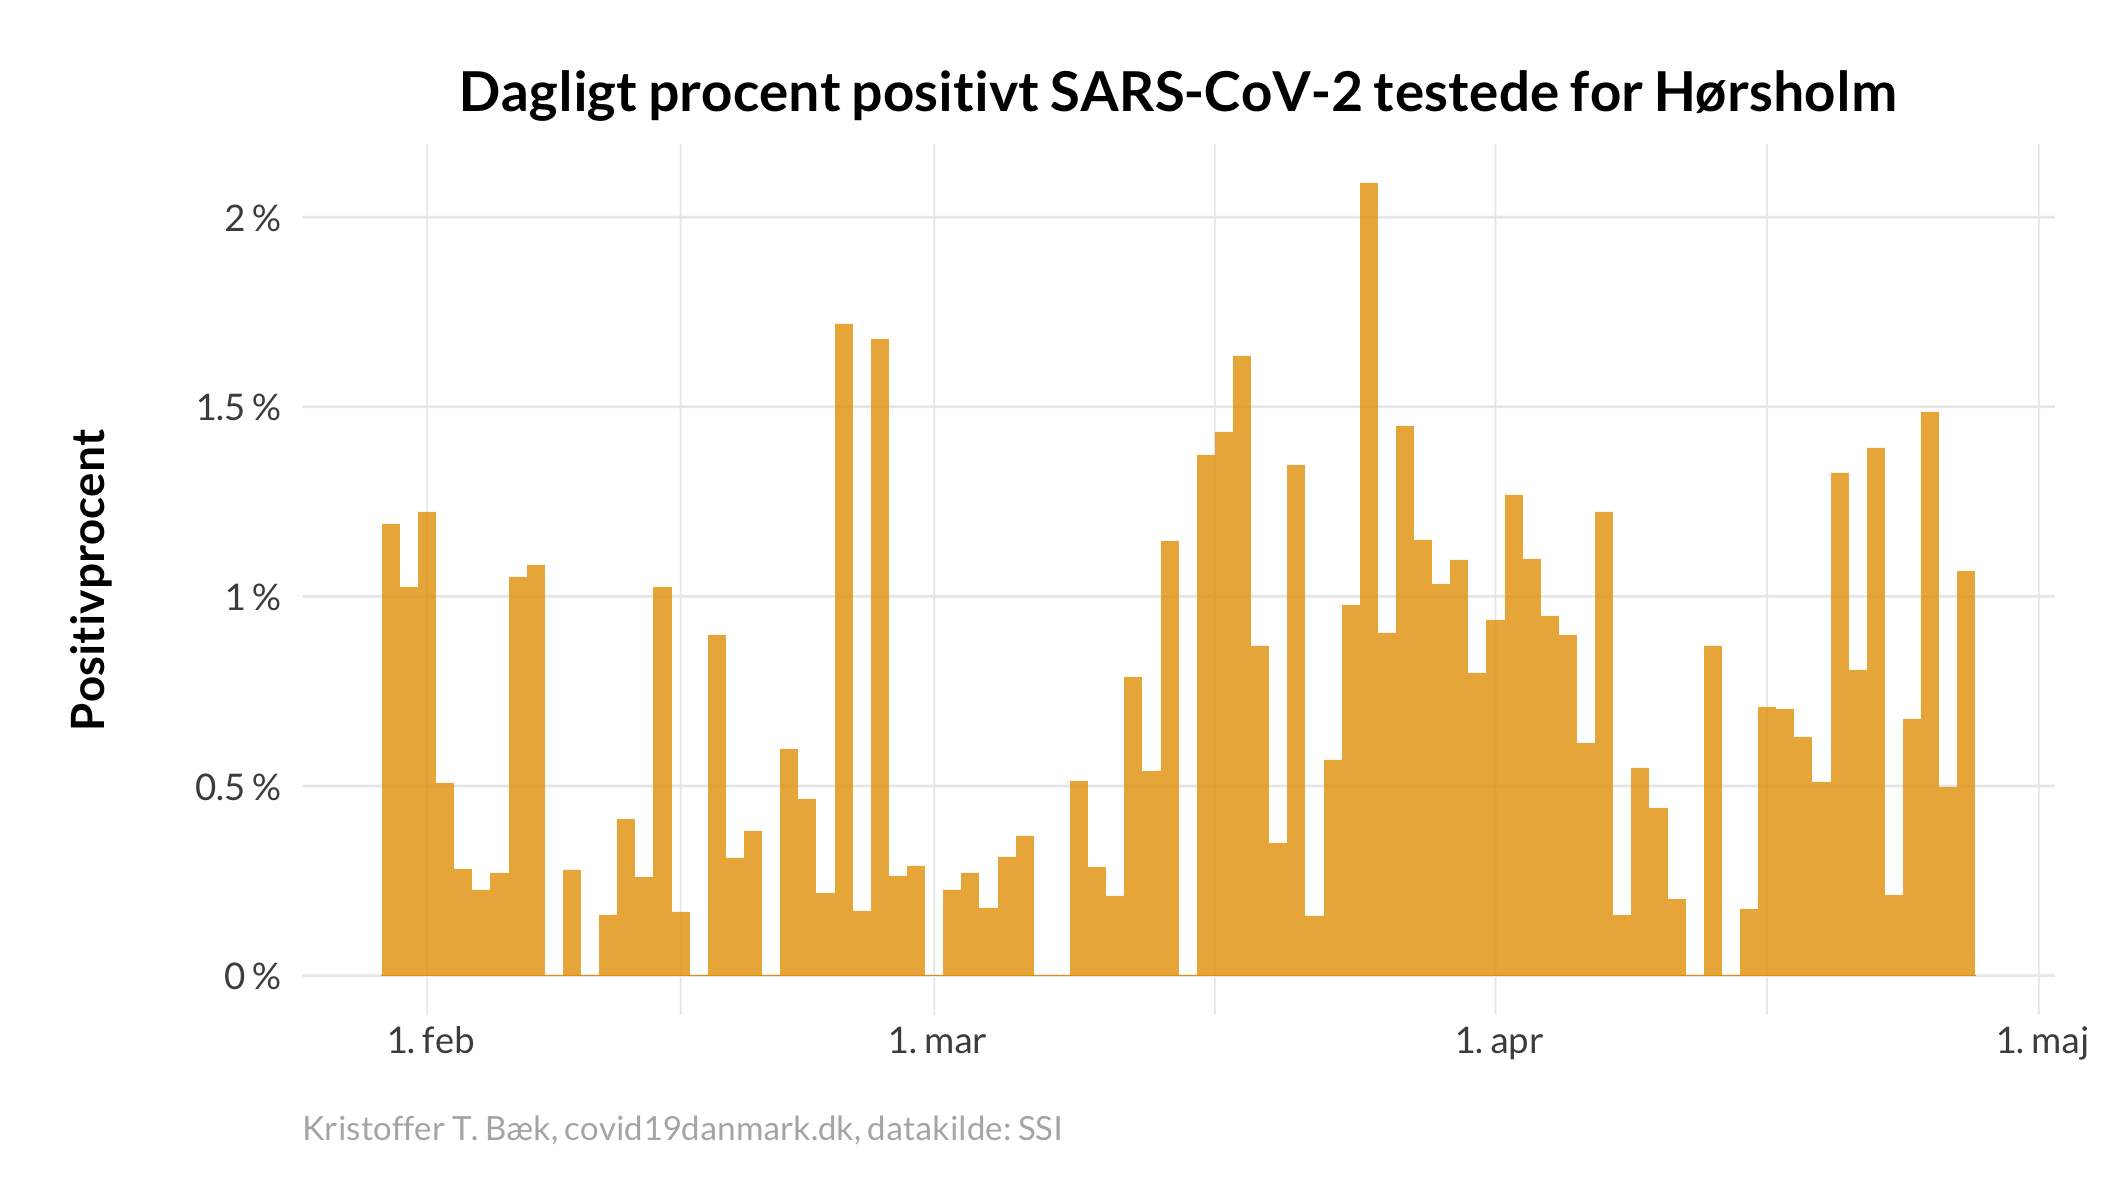 Dagligt procent positivt SARS-CoV-2 testede for Hørsholm
Positivprocent
2 %
1.5 %
1 %
0.5 %
0 %
1. feb
1. mar
1. apr
1. maj
Kristoffer T. Bæk, covid19danmark.dk, datakilde: SSI